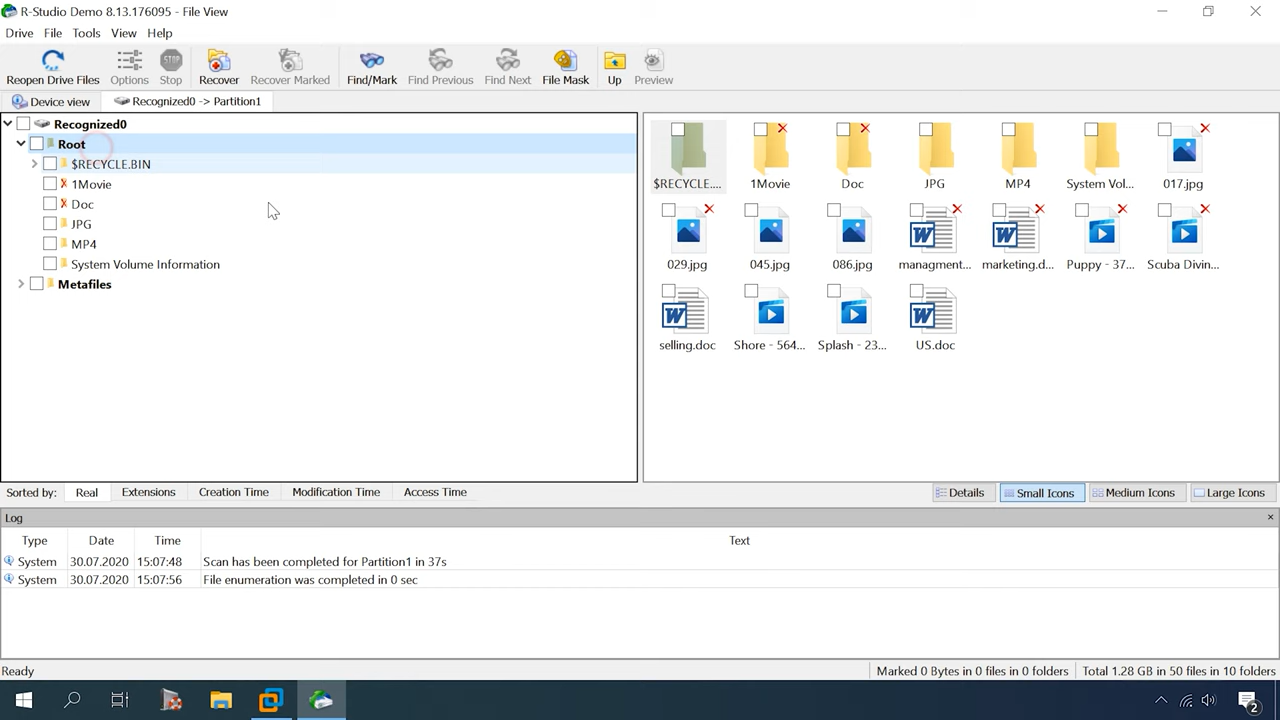 R-Studio Demo 8.13.176095 - File View
Drive File Tools View Help
Reopen Drive Files Options Stop Recover Recover Marked Find/Mark Find Previous Find Next File Mask Up Preview
STOP
Device view Recognized0 -> Partition1
Recognized0
Root
$RECYCLE.BIN
1Movie
Doc
JPG
MP4
System Volume Information
Metafiles
$RECYCLE.... 1Movie Doc JPG MP4 System Vol... 017.jpg
W W
029.jpg 045.jpg 086.jpg managment... marketing.d... Puppy - 37... Scuba Divin...
W W
selling.doc Shore - 564... Splash - 23... US.doc
Sorted by: Real Extensions Creation Time Modification Time Access Time Details Small Icons Medium Icons Large Icons
Log
Type Date Time Text
System 30.07.2020 15:07:48 Scan has been completed for Partition1 in 37s
System 30.07.2020 15:07:56 File enumeration was completed in 0 sec
Ready Marked 0 Bytes in 0 files in 0 folders Total 1.28 GB in 50 files in 10 folders
2